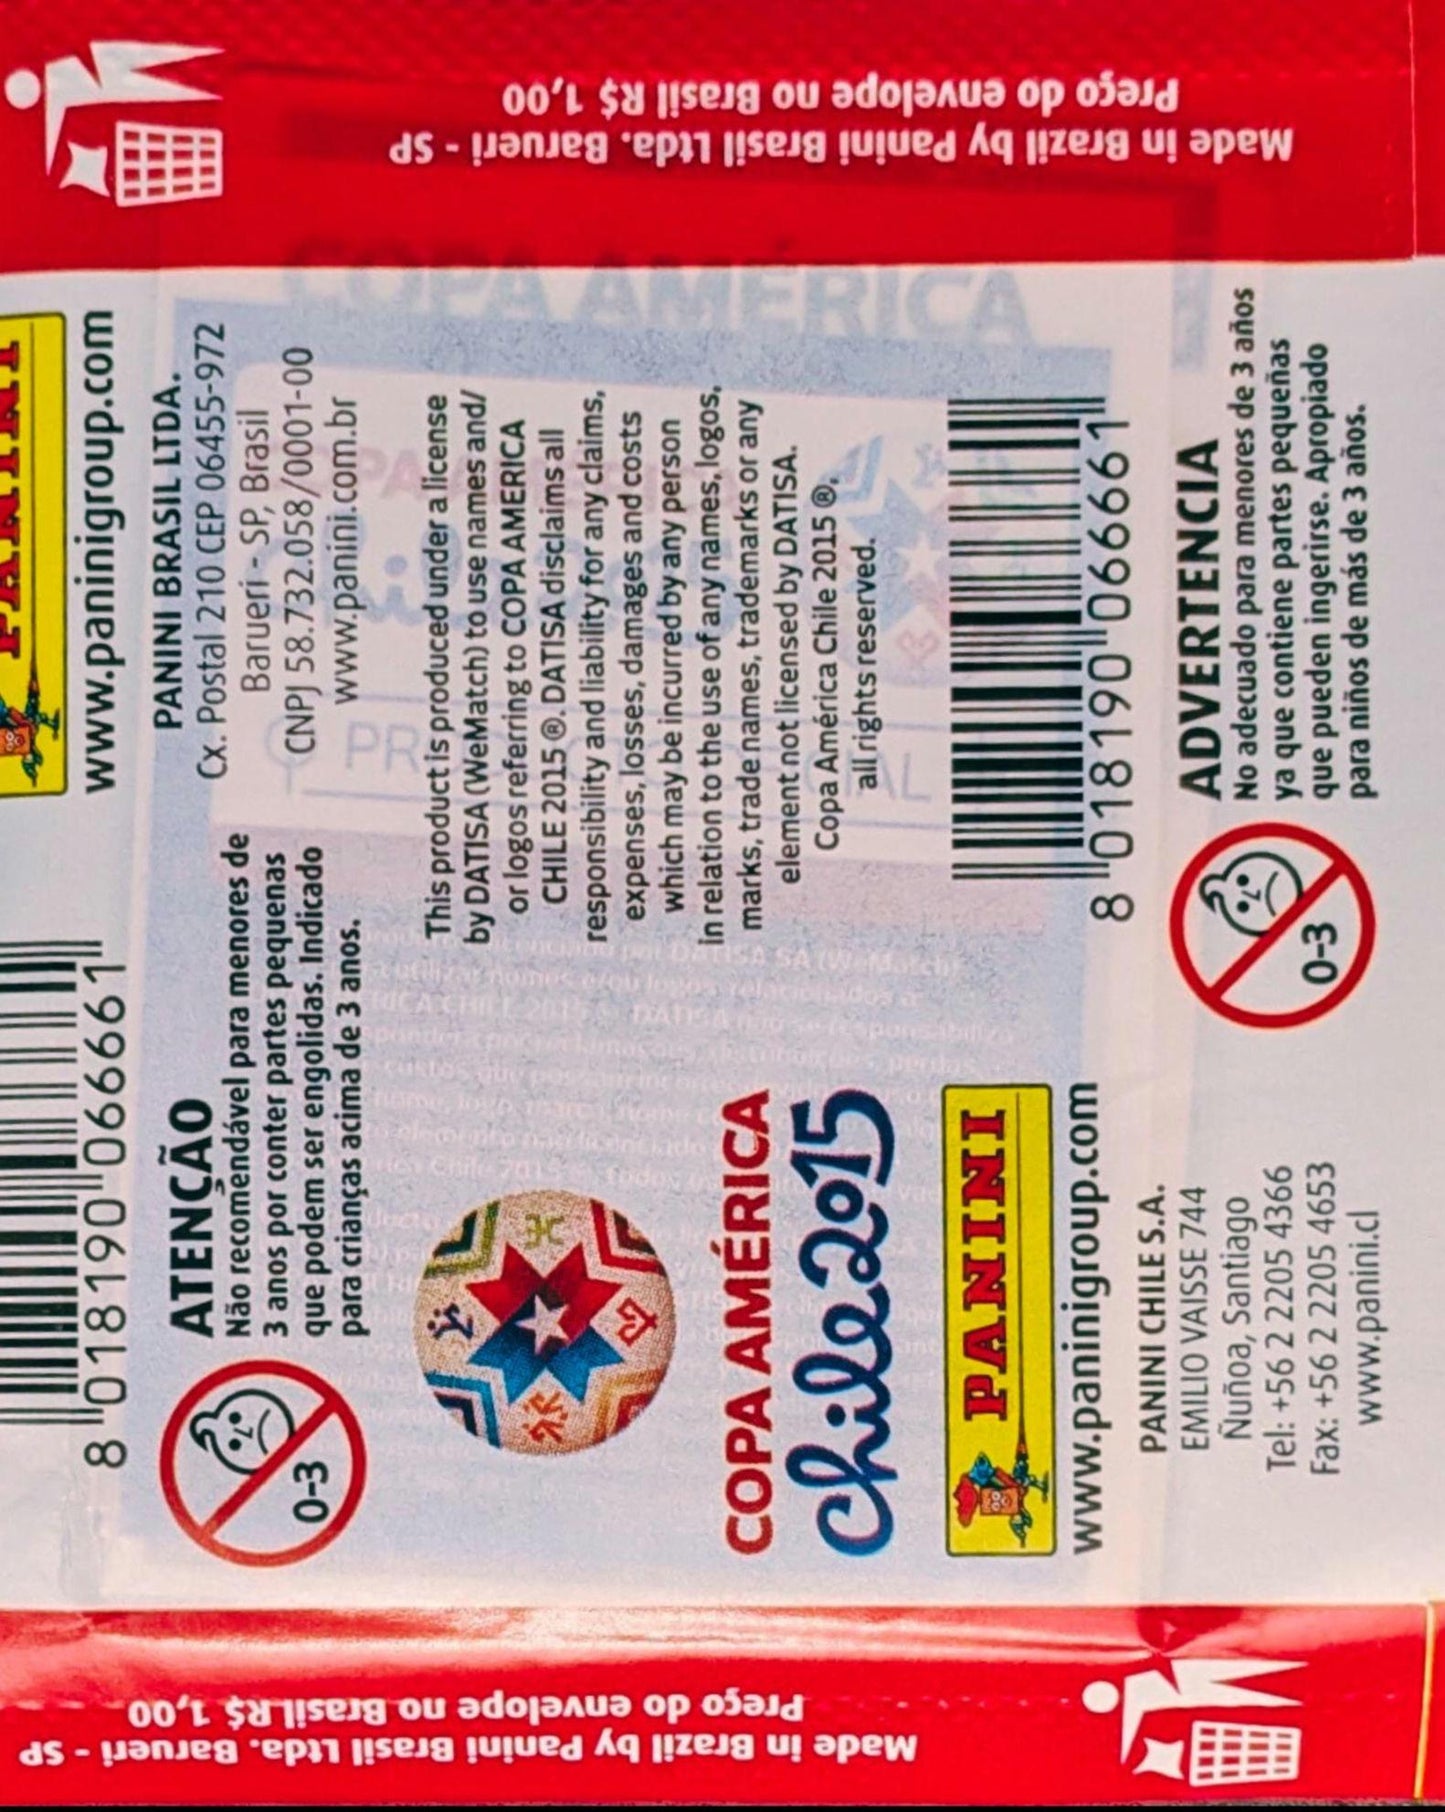 Made in Brazil by Panini Brasil Ltda. Barueri - SP
Preço do envelope no Brasil R$ 1,00
PANINI
www.paninigroup.com
PANINI BRASIL LTDA.
Cx. Postal 210 CEP 06455-972
Barueri - SP, Brasil
CNPJ 58.732.058/0001-00
www.panini.com.br
8 018190 066661
ATENÇÃO
Não recomendável para menores de
3 anos por conter partes pequenas
que podem ser engolidas. Indicado
para crianças acima de 3 anos.
0-3
This product is produced under a license
by DATISA (WeMatch) to use names and/
or logos referring to COPA AMERICA
CHILE 2015 ®. DATISA disclaims all
responsibility and liability for any claims,
expenses, losses, damages and costs
which may be incurred by any person
in relation to the use of any names, logos,
marks, trade names, trademarks or any
element not licensed by DATISA.
Copa América Chile 2015 ®,
all rights reserved.
COPA AMÉRICA
Chile2015
8 018190 066661
PANINI
www.paninigroup.com
ADVERTENCIA
No adecuado para menores de 3 años
ya que contiene partes pequeñas
que pueden ingerirse. Apropiado
para niños de más de 3 años.
0-3
PANINI CHILE S.A.
EMILIO VAISSE 744
Ñuñoa, Santiago
Tel: +56 2 2205 4366
Fax: +56 2 2205 4653
www.panini.cl
Made in Brazil by Panini Brasil Ltda. Barueri - SP
Preço do envelope no Brasil R$ 1,00
COPA AMÉRICA